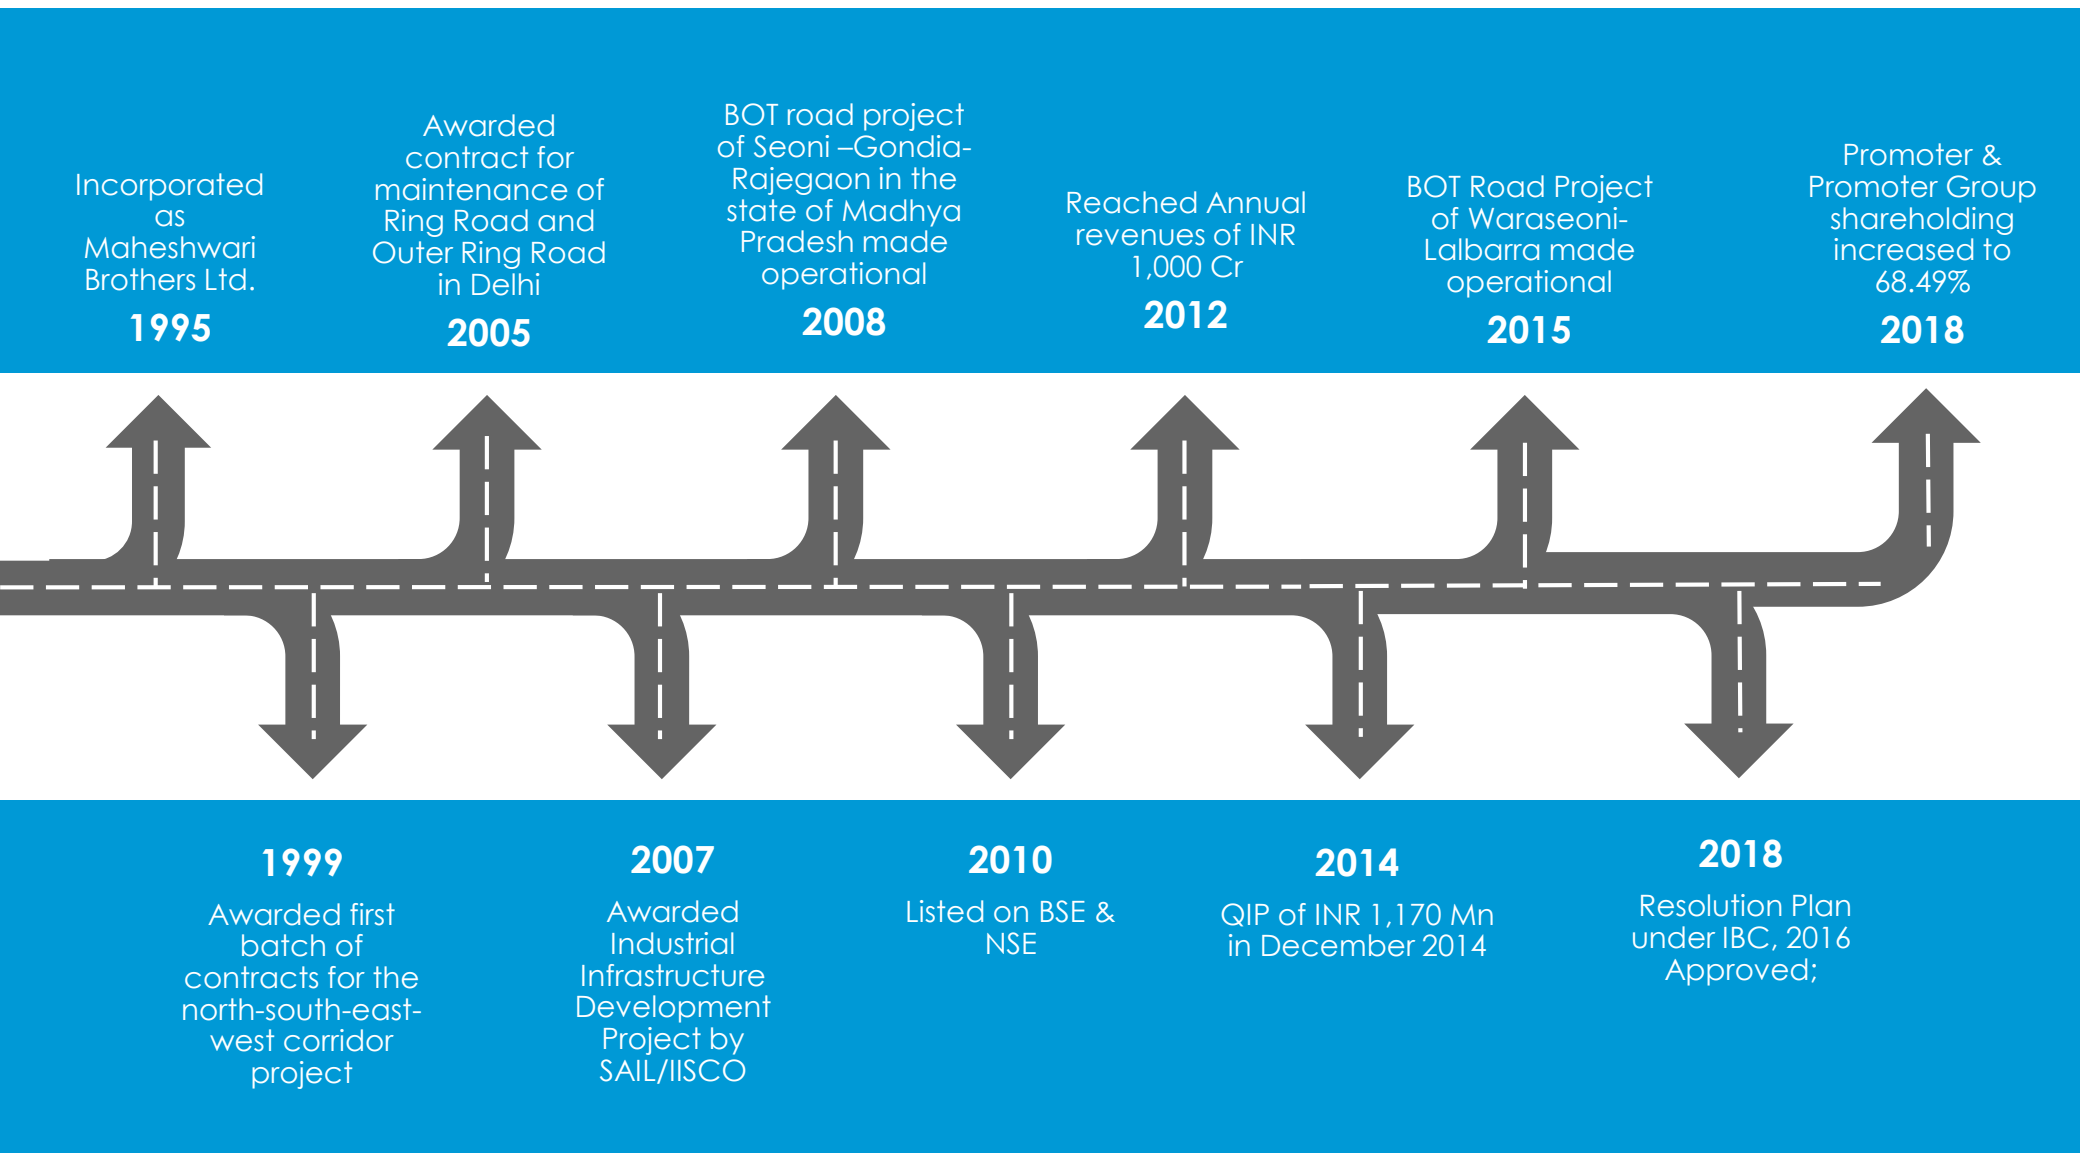 Incorporated
as
Maheshwari
Brothers Ltd.
1995
Awarded
contract for
maintenance of
Ring Road and
Outer Ring Road
in Delhi
2005
BOT road project
of Seoni –Gondia-
Rajegaon in the
state of Madhya
Pradesh made
operational
2008
Reached Annual
revenues of INR
1,000 Cr
2012
BOT Road Project
of Waraseoni-
Lalbarra made
operational
2015
Promoter &
Promoter Group
shareholding
increased to
68.49%
2018
1999
Awarded first
batch of
contracts for the
north-south-east-
west corridor
project
2007
Awarded
Industrial
Infrastructure
Development
Project by
SAIL/IISCO
2010
Listed on BSE &
NSE
2014
QIP of INR 1,170 Mn
in December 2014
2018
Resolution Plan
under IBC, 2016
Approved;